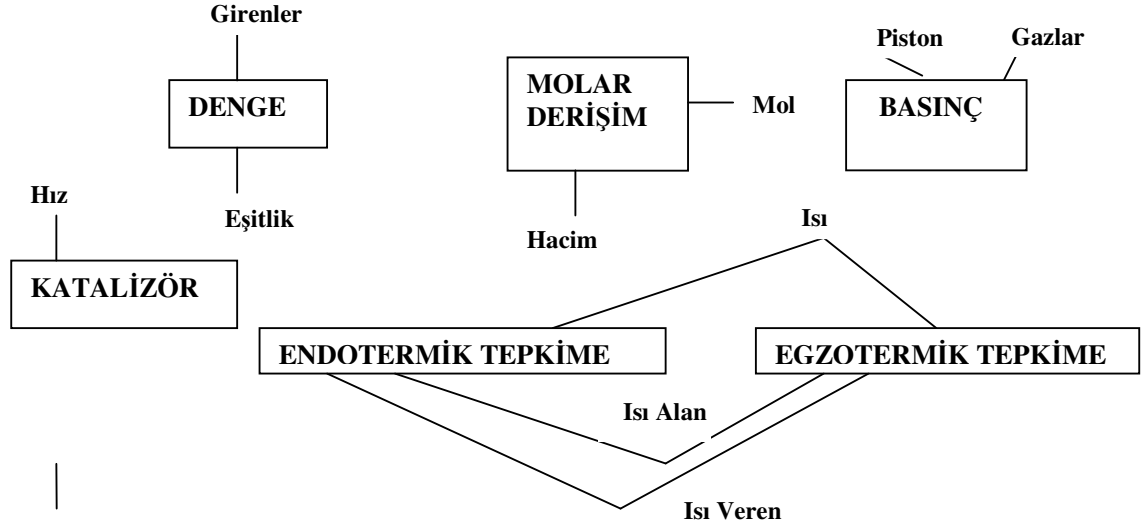 Girenler
Piston
Gazlar
DENGE
MOLAR
DERİŞİM
Mol
BASINÇ
Hız
Eşitlik
Hacim
Isı
KATALİZÖR
ENDOTERMİK TEPKİME
EGZOTERMİK TEPKİME
Isı Alan
Isı Veren